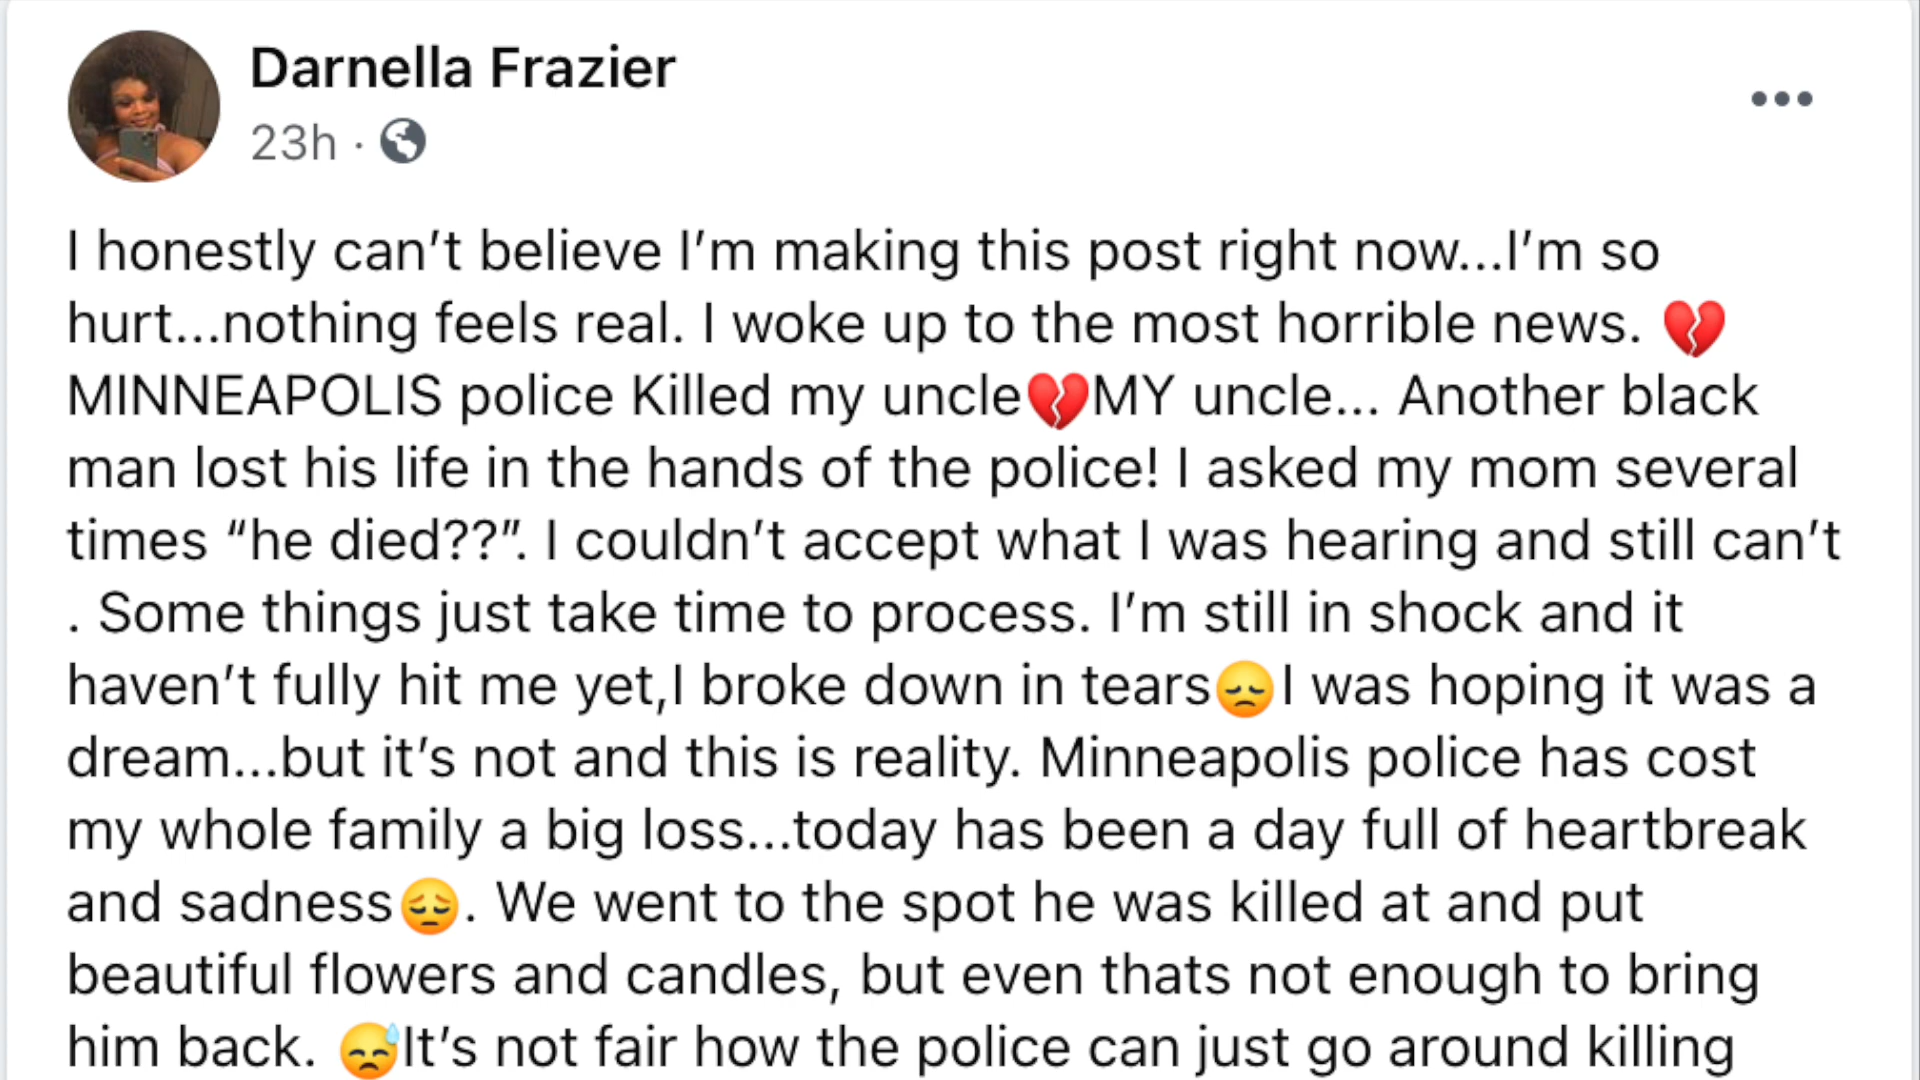 Darnella Frazier
23h ·
I honestly can’t believe I’m making this post right now...I’m so
hurt...nothing feels real. I woke up to the most horrible news. 💔
MINNEAPOLIS police Killed my uncle💔MY uncle... Another black
man lost his life in the hands of the police! I asked my mom several
times “he died??”. I couldn’t accept what I was hearing and still can’t
. Some things just take time to process. I’m still in shock and it
haven’t fully hit me yet,I broke down in tears😞I was hoping it was a
dream...but it’s not and this is reality. Minneapolis police has cost
my whole family a big loss...today has been a day full of heartbreak
and sadness😔. We went to the spot he was killed at and put
beautiful flowers and candles, but even thats not enough to bring
him back. 😓It’s not fair how the police can just go around killing